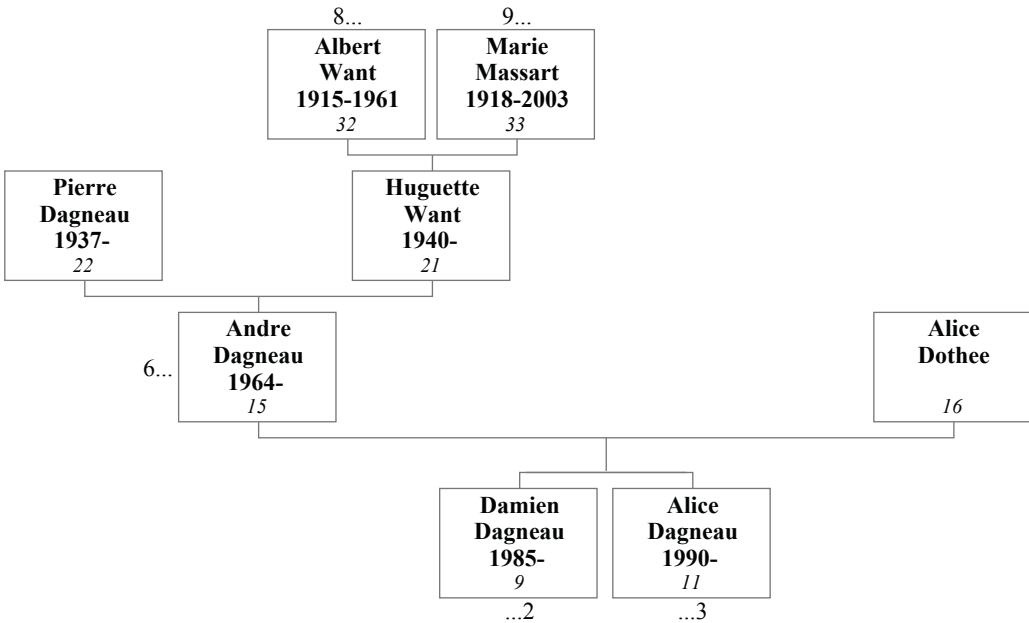 8...
Albert
Want
1915-1961
32
9...
Marie
Massart
1918-2003
33
Pierre
Dagneau
1937-
22
Huguette
Want
1940-
21
6...
Andre
Dagneau
1964-
15
Alice
Dothee
16
Damien
Dagneau
1985-
9
...2
Alice
Dagneau
1990-
11
...3